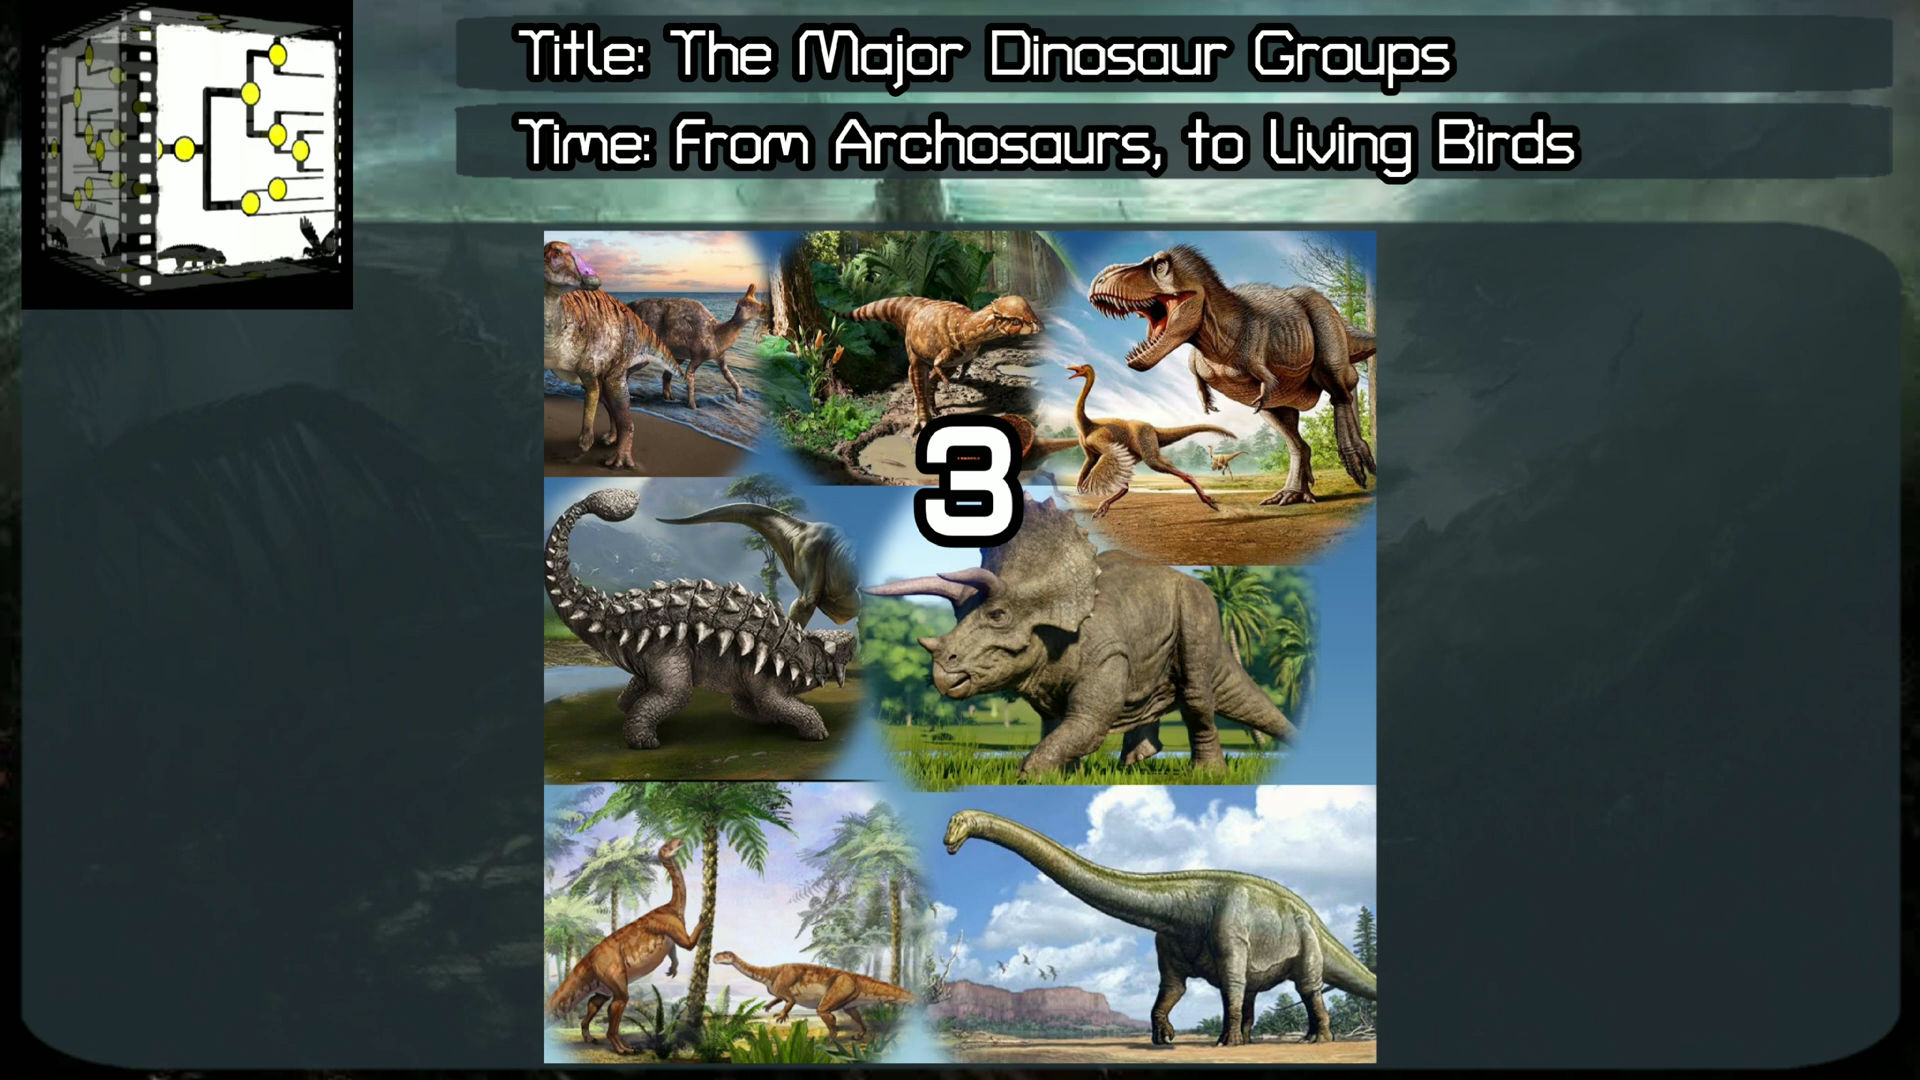 Title: The Major Dinosaur Groups
Time: From Archosaurs, to Living Birds
3